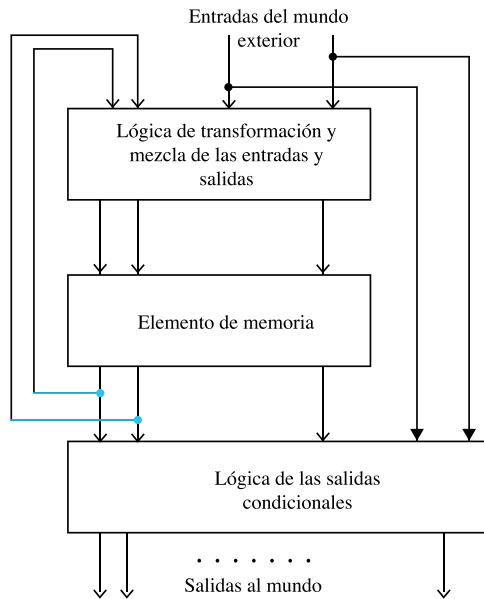 Entradas del mundo
exterior
Lógica de transformación y
mezcla de las entradas y
salidas
Elemento de memoria
Lógica de las salidas
condicionales
. . . . . . .
Salidas al mundo